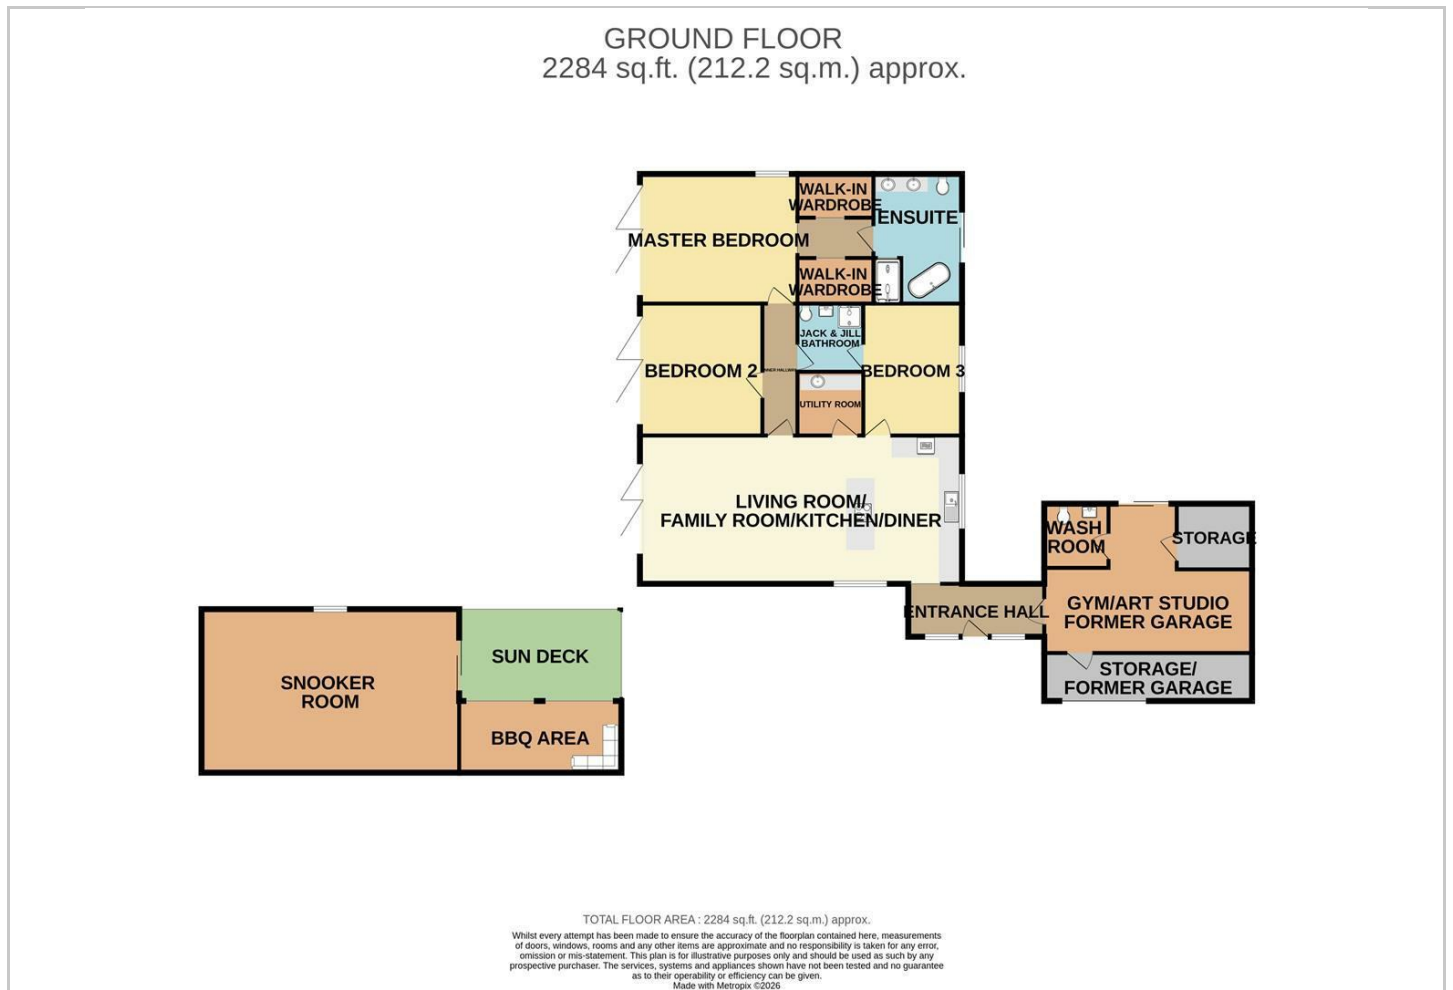 GROUND FLOOR
2284 sq.ft. (212.2 sq.m.) approx.
WALK-IN
WARDROBE
ENSUITE
MASTER BEDROOM
WALK-IN
WARDROBE
JACK & JILL
BATHROOM
BEDROOM 2
INNER HALLWAY
BEDROOM 3
UTILITY ROOM
LIVING ROOM/
FAMILY ROOM/KITCHEN/DINER
WASH
ROOM
STORAGE
ENTRANCE HALL
GYM/ART STUDIO
FORMER GARAGE
STORAGE/
FORMER GARAGE
SUN DECK
SNOOKER
ROOM
BBQ AREA
TOTAL FLOOR AREA : 2284 sq.ft. (212.2 sq.m.) approx.
Whilst every attempt has been made to ensure the accuracy of the floorplan contained here, measurements
of doors, windows, rooms and any other items are approximate and no responsibility is taken for any error,
omission or mis-statement. This plan is for illustrative purposes only and should be used as such by any
prospective purchaser. The services, systems and appliances shown have not been tested and no guarantee
as to their operability or efficiency can be given.
Made with Metropix ©2026